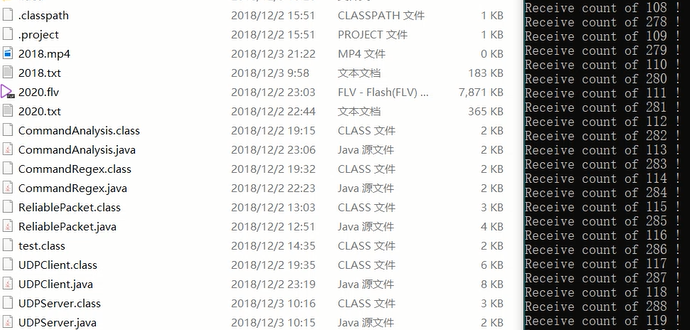 .classpath 2018/12/2 15:51 CLASSPATH 文件 1 KB
.project 2018/12/2 15:51 PROJECT 文件 1 KB
2018.mp4 2018/12/3 21:22 MP4 文件 0 KB
2018.txt 2018/12/3 9:58 文本文档 183 KB
2020.flv 2018/12/2 23:03 FLV - Flash(FLV) ... 7,871 KB
2020.txt 2018/12/2 22:44 文本文档 365 KB
CommandAnalysis.class 2018/12/2 19:15 CLASS 文件 2 KB
CommandAnalysis.java 2018/12/2 23:06 Java 源文件 2 KB
CommandRegex.class 2018/12/2 19:32 CLASS 文件 2 KB
CommandRegex.java 2018/12/2 22:23 Java 源文件 2 KB
ReliablePacket.class 2018/12/2 13:03 CLASS 文件 3 KB
ReliablePacket.java 2018/12/2 12:51 Java 源文件 4 KB
test.class 2018/12/2 14:35 CLASS 文件 2 KB
UDPClient.class 2018/12/2 19:35 CLASS 文件 6 KB
UDPClient.java 2018/12/2 23:19 Java 源文件 8 KB
UDPServer.class 2018/12/3 10:16 CLASS 文件 3 KB
UDPServer.java 2018/12/3 10:15 Java 源文件 2 KB
Receive count of 108 !
Receive count of 278 !
Receive count of 109 !
Receive count of 279 !
Receive count of 110 !
Receive count of 280 !
Receive count of 111 !
Receive count of 281 !
Receive count of 112 !
Receive count of 282 !
Receive count of 113 !
Receive count of 283 !
Receive count of 114 !
Receive count of 284 !
Receive count of 115 !
Receive count of 285 !
Receive count of 116 !
Receive count of 286 !
Receive count of 117 !
Receive count of 287 !
Receive count of 118 !
Receive count of 288 !
Receive count of 119 !